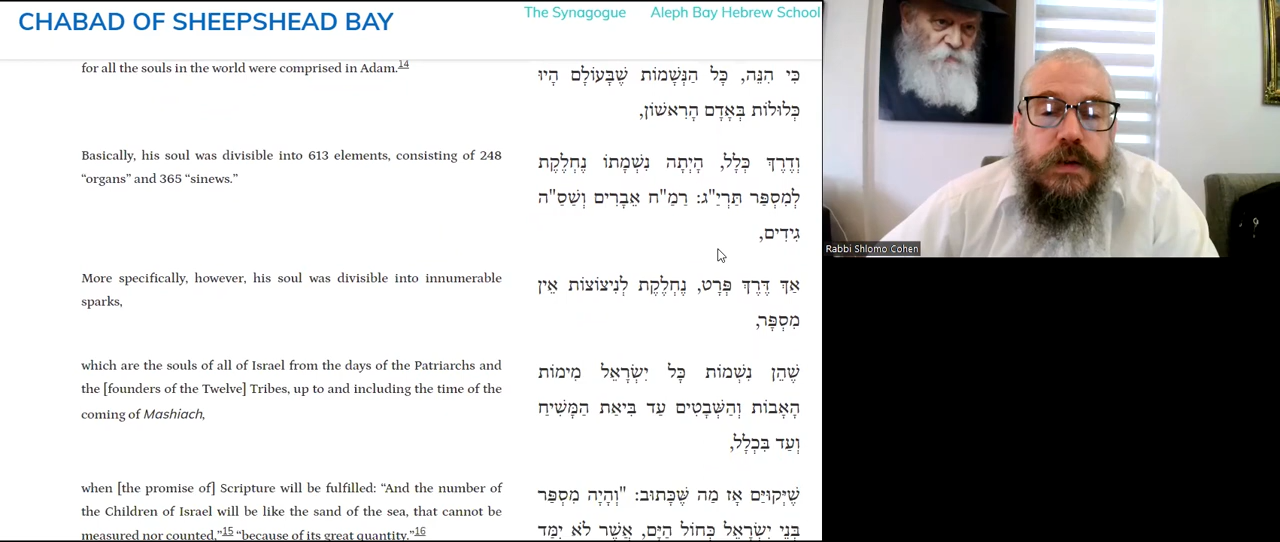 CHABAD OF SHEEPSHEAD BAY
The Synagogue Aleph Bay Hebrew School
for all the souls in the world were comprised in Adam.14
כִּי הִנֵּה, כָּל הַנְּשָׁמוֹת שֶׁבָּעוֹלָם הָיוּ
כְּלוּלוֹת בְּאָדָם הָרִאשׁוֹן,
Basically, his soul was divisible into 613 elements, consisting of 248
“organs” and 365 “sinews.”
וְדֶרֶךְ כְּלָל, הָיְתָה נִשְׁמָתוֹ נֶחְלֶקֶת
לְמִסְפַּר תַּרְיַ"ג: רַמַ"ח אֵבָרִים וְשַׁסַ"ה
גִידִים,
More specifically, however, his soul was divisible into innumerable
sparks,
אַךְ דֶּרֶךְ פְּרָט, נֶחְלֶקֶת לְנִיצוֹצוֹת אֵין
מִסְפָּר,
which are the souls of all of Israel from the days of the Patriarchs and
the [founders of the Twelve] Tribes, up to and including the time of the
coming of Mashiach,
שֶׁהֵן נִשְׁמוֹת כָּל יִשְׂרָאֵל מִימוֹת
הָאָבוֹת וְהַשְּׁבָטִים עַד בִּיאַת הַמָּשִׁיחַ
וְעַד בִּכְלָל,
when [the promise of] Scripture will be fulfilled: “And the number of
the Children of Israel will be like the sand of the sea, that cannot be
measured nor counted,”15 “because of its great quantity.”16
שֶׁיְּקוּיַּם אָז מַה שֶּׁכָּתוּב: "וְהָיָה מִסְפַּר
בְּנֵי יִשְׂרָאֵל כְּחוֹל הַיָּם, אֲשֶׁר לֹא יִמַּד
Rabbi Shlomo Cohen